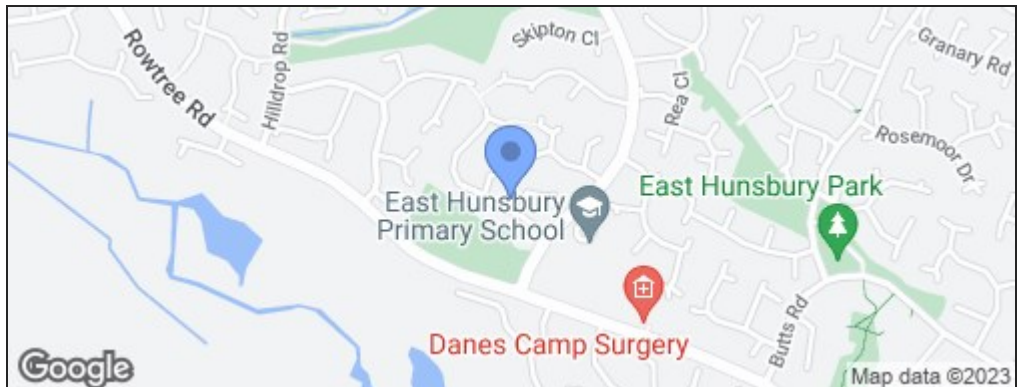 Skipton Cl
Granary Rd
Rowtree Rd
Hilldrop Rd
Rea Cl
Rosemoor Dr
East Hunsbury Park
East Hunsbury
Primary School
Danes Camp Surgery
Butts Rd
Google
Map data ©2023